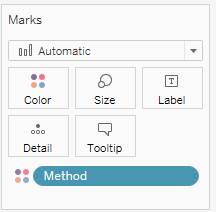 Marks
Automatic
Color Size Label
Detail Tooltip
Method